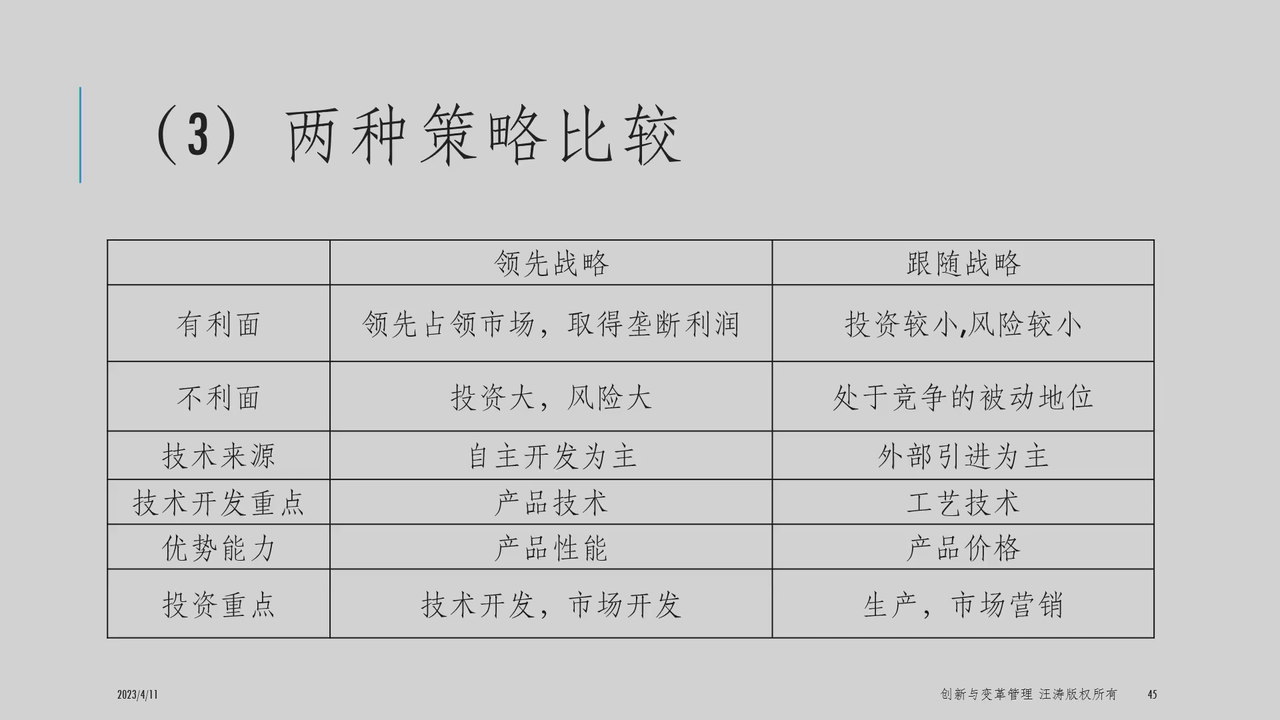 （3）两种策略比较
领先战略 跟随战略
有利面 领先占领市场，取得垄断利润 投资较小,风险较小
不利面 投资大，风险大 处于竞争的被动地位
技术来源 自主开发为主 外部引进为主
技术开发重点 产品技术 工艺技术
优势能力 产品性能 产品价格
投资重点 技术开发，市场开发 生产，市场营销
2023/4/11 创新与变革管理 汪涛版权所有 45